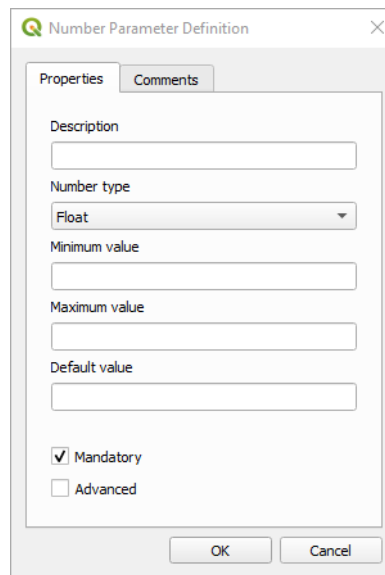 Number Parameter Definition
Properties
Comments
Description
Number type
Float
Minimum value
Maximum value
Default value
Mandatory
Advanced
OK
Cancel